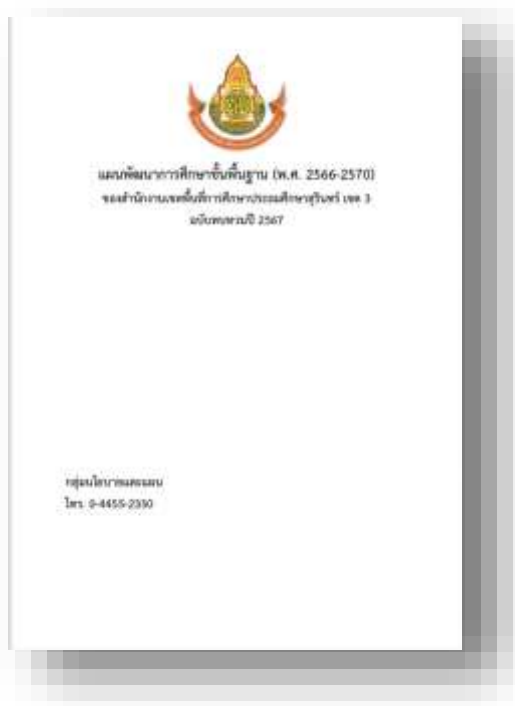 แผนพัฒนาการศึกษาขั้นพื้นฐาน (พ.ศ. 2566-2570)
ของสำนักงานเขตพื้นที่การศึกษาประถมศึกษาสุรินทร์ เขต 3
ฉบับทบทวนปี 2567
กลุ่มนโยบายและแผน
โทร. 0-4455-2350